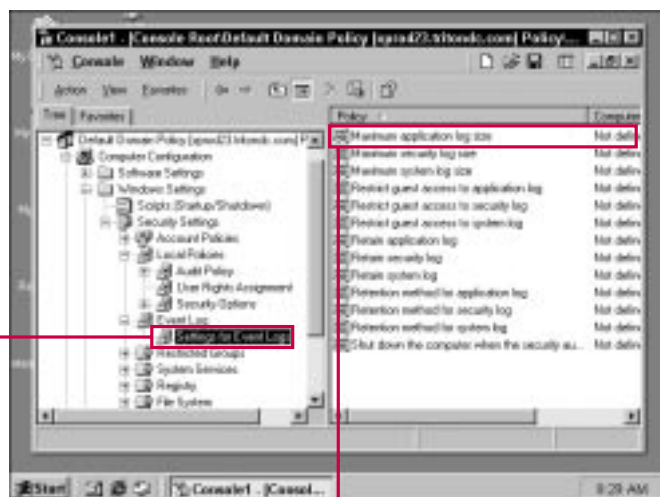 Console1 - [Console Root\Default Domain Policy [sprod23.tritondc.com] Policy\...
Console Window Help
Action View Favorites
Tree Favorites
Policy
Computer
Default Domain Policy [sprod23.tritondc.com] P
Computer Configuration
Software Settings
Windows Settings
Scripts (Startup/Shutdown)
Security Settings
Account Policies
Local Policies
Audit Policy
User Rights Assignment
Security Options
Event Log
Settings for Event Logs
Restricted Groups
System Services
Registry
File System
Maximum application log size Not defin
Maximum security log size Not defin
Maximum system log size Not defin
Restrict guest access to application log Not defin
Restrict guest access to security log Not defin
Restrict guest access to system log Not defin
Retain application log Not defin
Retain security log Not defin
Retain system log Not defin
Retention method for application log Not defin
Retention method for security log Not defin
Retention method for system log Not defin
Shut down the computer when the security au... Not defin
Start
Console1 - [Consol...
8:29 AM